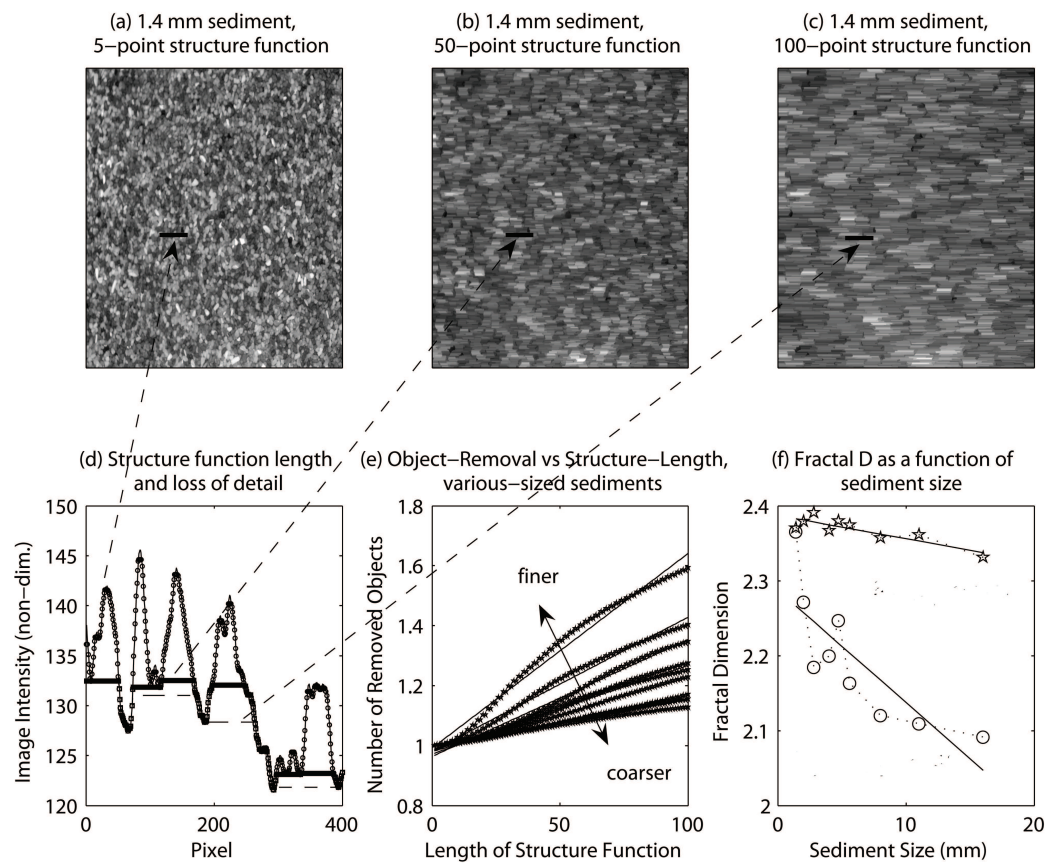 (a) 1.4 mm sediment,
5−point structure function
(b) 1.4 mm sediment,
50−point structure function
(c) 1.4 mm sediment,
100−point structure function
(d) Structure function length
and loss of detail
150
145
140
135
130
125
120
0
200
400
Image Intensity (non−dim.)
Pixel
(e) Object−Removal vs Structure−Length,
various−sized sediments
1.8
1.6
1.4
1.2
1
0.8
0
50
100
finer
coarser
Number of Removed Objects
Length of Structure Function
(f) Fractal D as a function of
sediment size
2.4
2.3
2.2
2.1
2
0
10
20
Fractal Dimension
Sediment Size (mm)